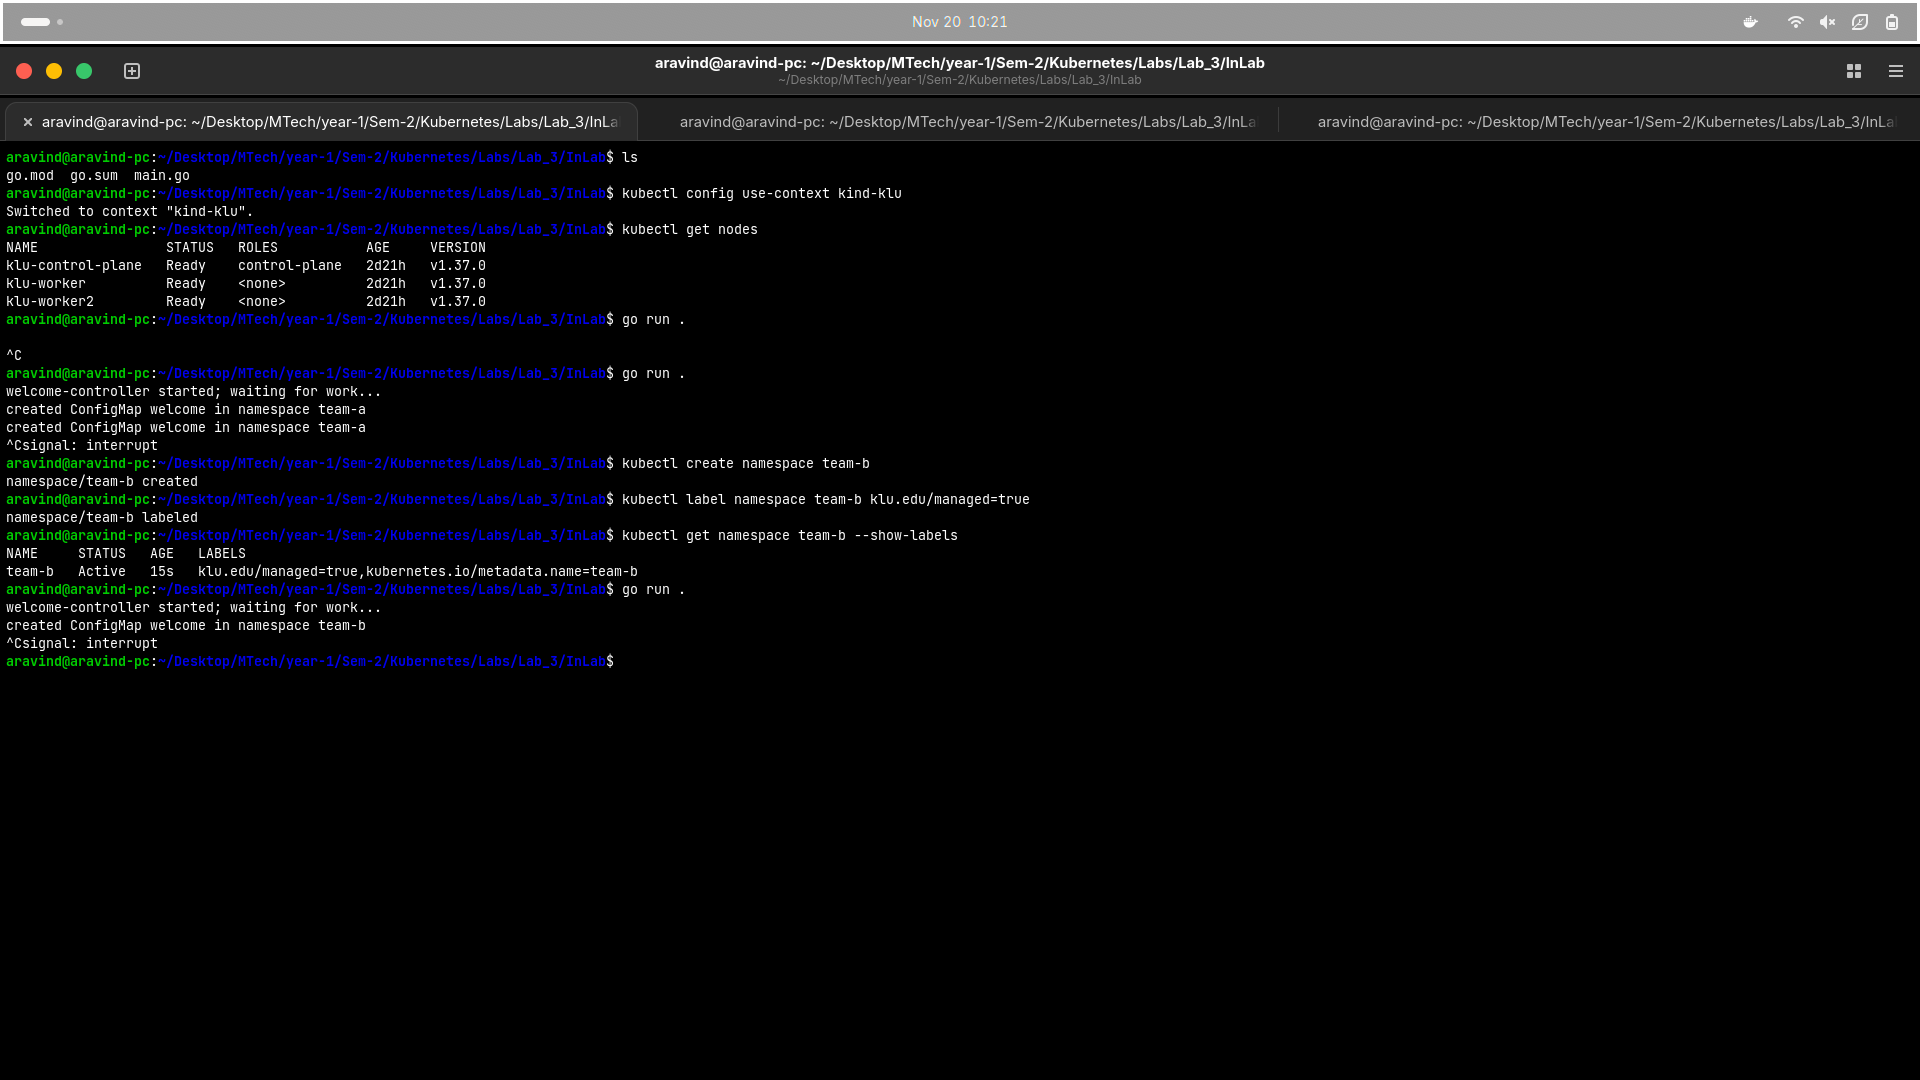 Nov 20 10:21
aravind@aravind-pc: ~/Desktop/MTech/year-1/Sem-2/Kubernetes/Labs/Lab_3/InLab
~/Desktop/MTech/year-1/Sem-2/Kubernetes/Labs/Lab_3/InLab
aravind@aravind-pc: ~/Desktop/MTech/year-1/Sem-2/Kubernetes/Labs/Lab_3/InLa
aravind@aravind-pc: ~/Desktop/MTech/year-1/Sem-2/Kubernetes/Labs/Lab_3/InLa
aravind@aravind-pc: ~/Desktop/MTech/year-1/Sem-2/Kubernetes/Labs/Lab_3/InLa
aravind@aravind-pc:~/Desktop/MTech/year-1/Sem-2/Kubernetes/Labs/Lab_3/InLab$ ls
go.mod  go.sum  main.go
aravind@aravind-pc:~/Desktop/MTech/year-1/Sem-2/Kubernetes/Labs/Lab_3/InLab$ kubectl config use-context kind-klu
Switched to context "kind-klu".
aravind@aravind-pc:~/Desktop/MTech/year-1/Sem-2/Kubernetes/Labs/Lab_3/InLab$ kubectl get nodes
NAME                STATUS   ROLES           AGE     VERSION
klu-control-plane   Ready    control-plane   2d21h   v1.37.0
klu-worker          Ready    <none>          2d21h   v1.37.0
klu-worker2         Ready    <none>          2d21h   v1.37.0
aravind@aravind-pc:~/Desktop/MTech/year-1/Sem-2/Kubernetes/Labs/Lab_3/InLab$ go run .
^C
aravind@aravind-pc:~/Desktop/MTech/year-1/Sem-2/Kubernetes/Labs/Lab_3/InLab$ go run .
welcome-controller started; waiting for work...
created ConfigMap welcome in namespace team-a
created ConfigMap welcome in namespace team-a
^Csignal: interrupt
aravind@aravind-pc:~/Desktop/MTech/year-1/Sem-2/Kubernetes/Labs/Lab_3/InLab$ kubectl create namespace team-b
namespace/team-b created
aravind@aravind-pc:~/Desktop/MTech/year-1/Sem-2/Kubernetes/Labs/Lab_3/InLab$ kubectl label namespace team-b klu.edu/managed=true
namespace/team-b labeled
aravind@aravind-pc:~/Desktop/MTech/year-1/Sem-2/Kubernetes/Labs/Lab_3/InLab$ kubectl get namespace team-b --show-labels
NAME     STATUS   AGE   LABELS
team-b   Active   15s   klu.edu/managed=true,kubernetes.io/metadata.name=team-b
aravind@aravind-pc:~/Desktop/MTech/year-1/Sem-2/Kubernetes/Labs/Lab_3/InLab$ go run .
welcome-controller started; waiting for work...
created ConfigMap welcome in namespace team-b
^Csignal: interrupt
aravind@aravind-pc:~/Desktop/MTech/year-1/Sem-2/Kubernetes/Labs/Lab_3/InLab$